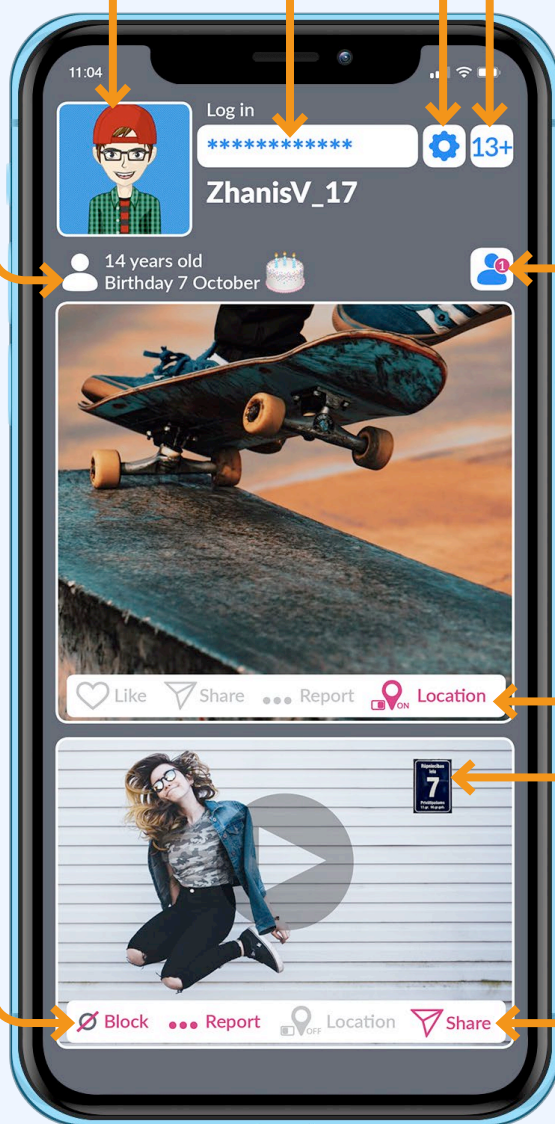 11:04
Log in
************
13+
ZhanisV_17
14 years old
Birthday 7 October
1
Like Share Report ON Location
7
Block Report OFF Location Share